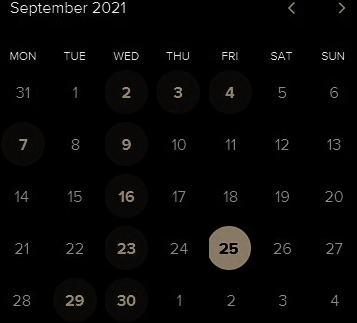 September 2021 < >
MON TUE WED THU FRI SAT SUN
31 1 2 3 4 5 6
7 8 9 10 11 12 13
14 15 16 17 18 19 20
21 22 23 24 25 26 27
28 29 30 1 2 3 4